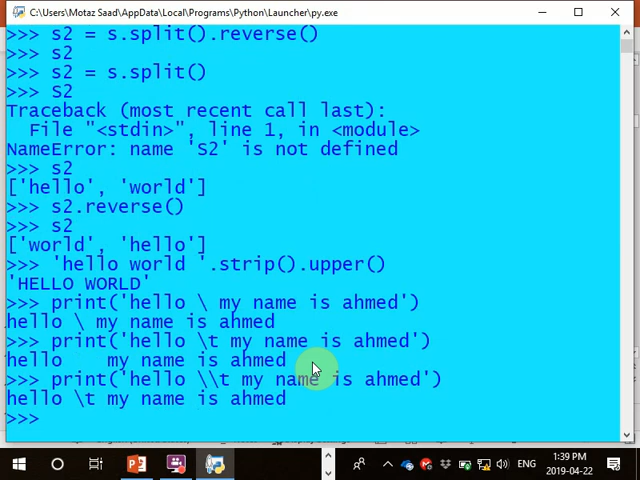 C:\Users\Motaz Saad\AppData\Local\Programs\Python\Launcher\py.exe
>>> s2 = s.split().reverse()
>>> s2
>>> s2 = s.split()
>>> S2
Traceback (most recent call last):
  File "<stdin>", line 1, in <module>
NameError: name 'S2' is not defined
>>> s2
['hello', 'world']
>>> s2.reverse()
>>> s2
['world', 'hello']
>>> 'hello world '.strip().upper()
'HELLO WORLD'
>>> print('hello \ my name is ahmed')
hello \ my name is ahmed
>>> print('hello \t my name is ahmed')
hello    my name is ahmed
>>> print('hello \\t my name is ahmed')
hello \t my name is ahmed
>>>
ENG
1:39 PM
2019-04-22